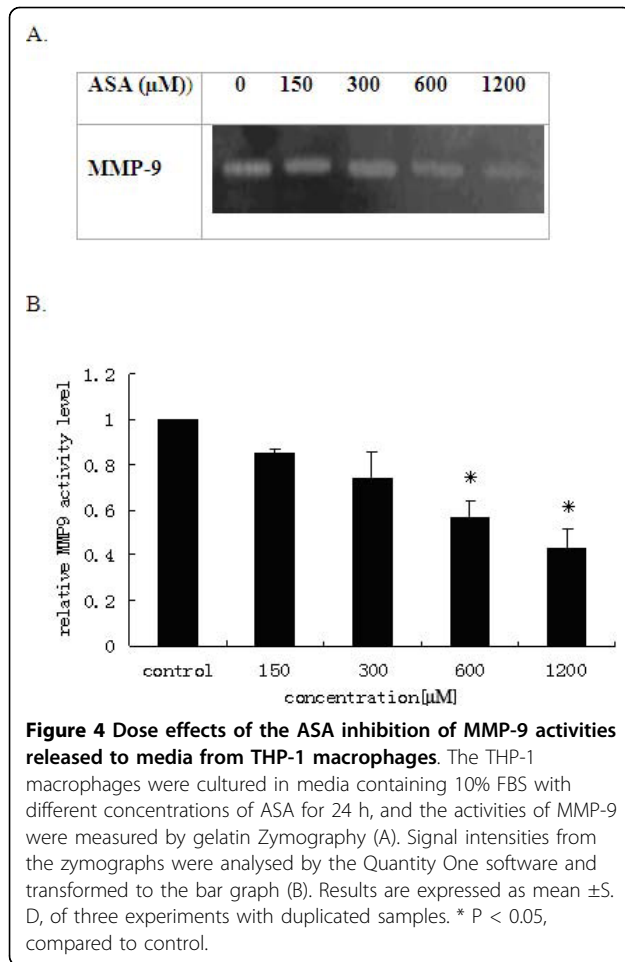 A.
ASA (µM)) 0 150 300 600 1200
MMP-9
B.
relative MMP9 activity level
1.2
1
0.8
0.6
0.4
0.2
0
* *
control 150 300 600 1200
concentration[µM]
Figure 4 Dose effects of the ASA inhibition of MMP-9 activities
released to media from THP-1 macrophages. The THP-1
macrophages were cultured in media containing 10% FBS with
different concentrations of ASA for 24 h, and the activities of MMP-9
were measured by gelatin Zymography (A). Signal intensities from
the zymographs were analysed by the Quantity One software and
transformed to the bar graph (B). Results are expressed as mean ±S.
D, of three experiments with duplicated samples. * P < 0.05,
compared to control.